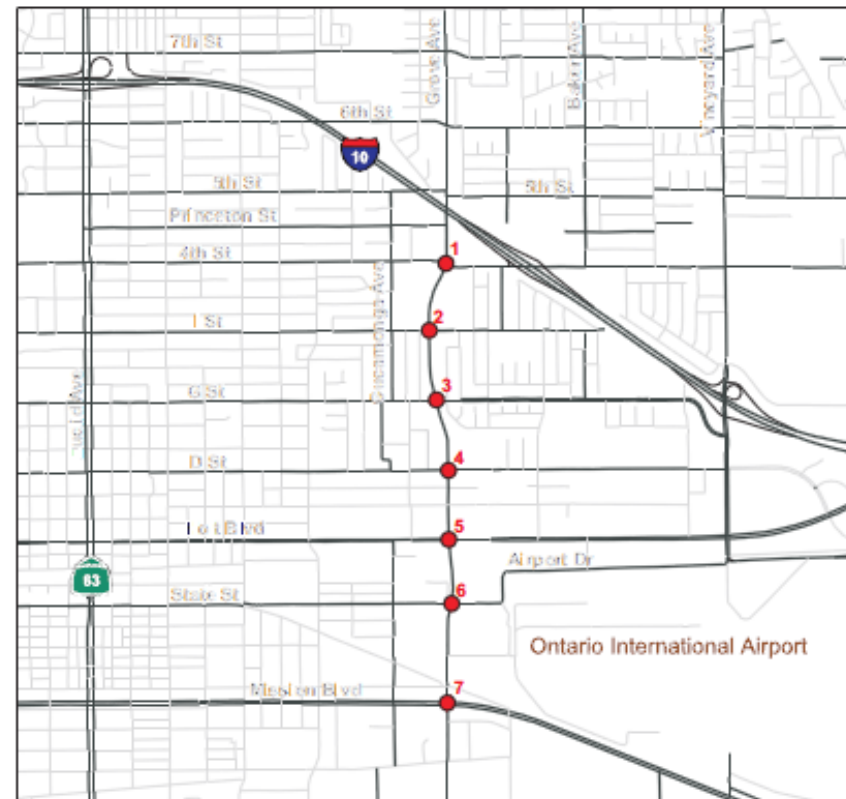 7th St
Grove Ave
Baker Ave
Vineyard Ave
6th St
10
5th St
5th St
Princeton St
4th St
1
Cucamonga Ave
I St
2
G St
3
D St
4
Blvd
5
Airport Dr
83
State St
6
Ontario International Airport
Mission Blvd
7